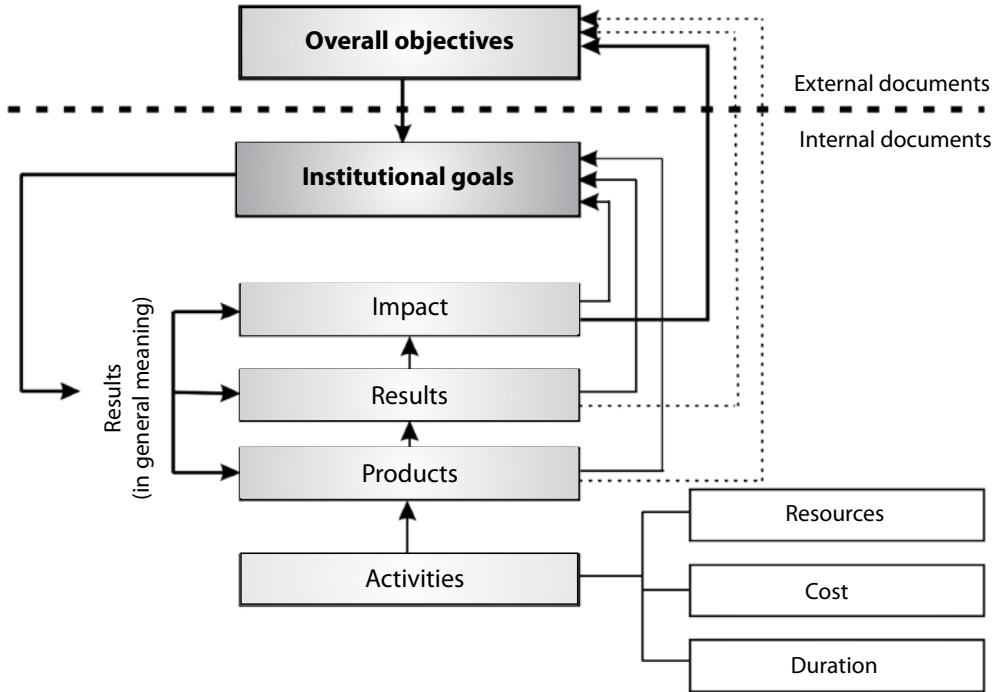 Overall objectives
External documents
Internal documents
Institutional goals
Impact
Results
(in general meaning)
Results
Products
Activities
Resources
Cost
Duration